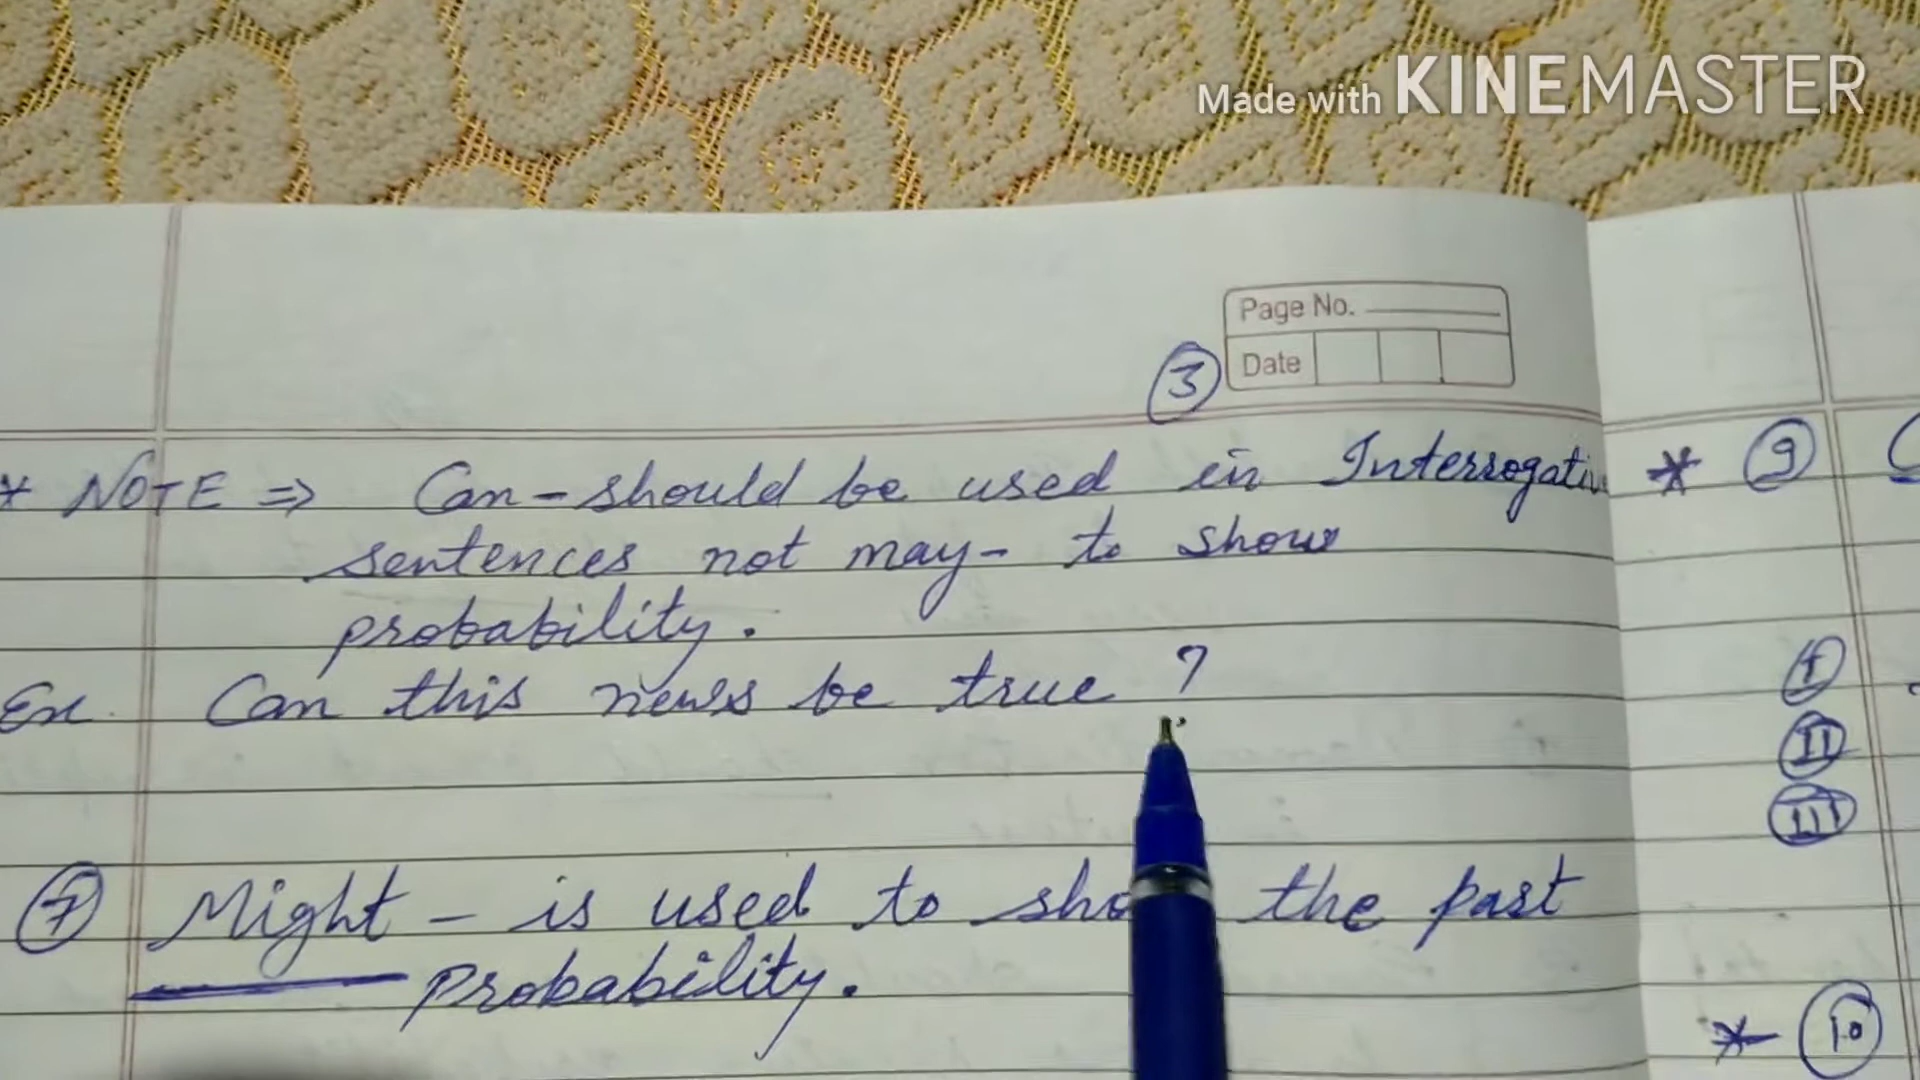 Made with KINEMASTER
Page No.
Date
3
* NOTE ⇒ Can - should be used in Interrogative
sentences not may - to show
probability.
Ex. Can this news be true ?
7 Might - is used to the past
probability.
* 9
I
II
III
* 10